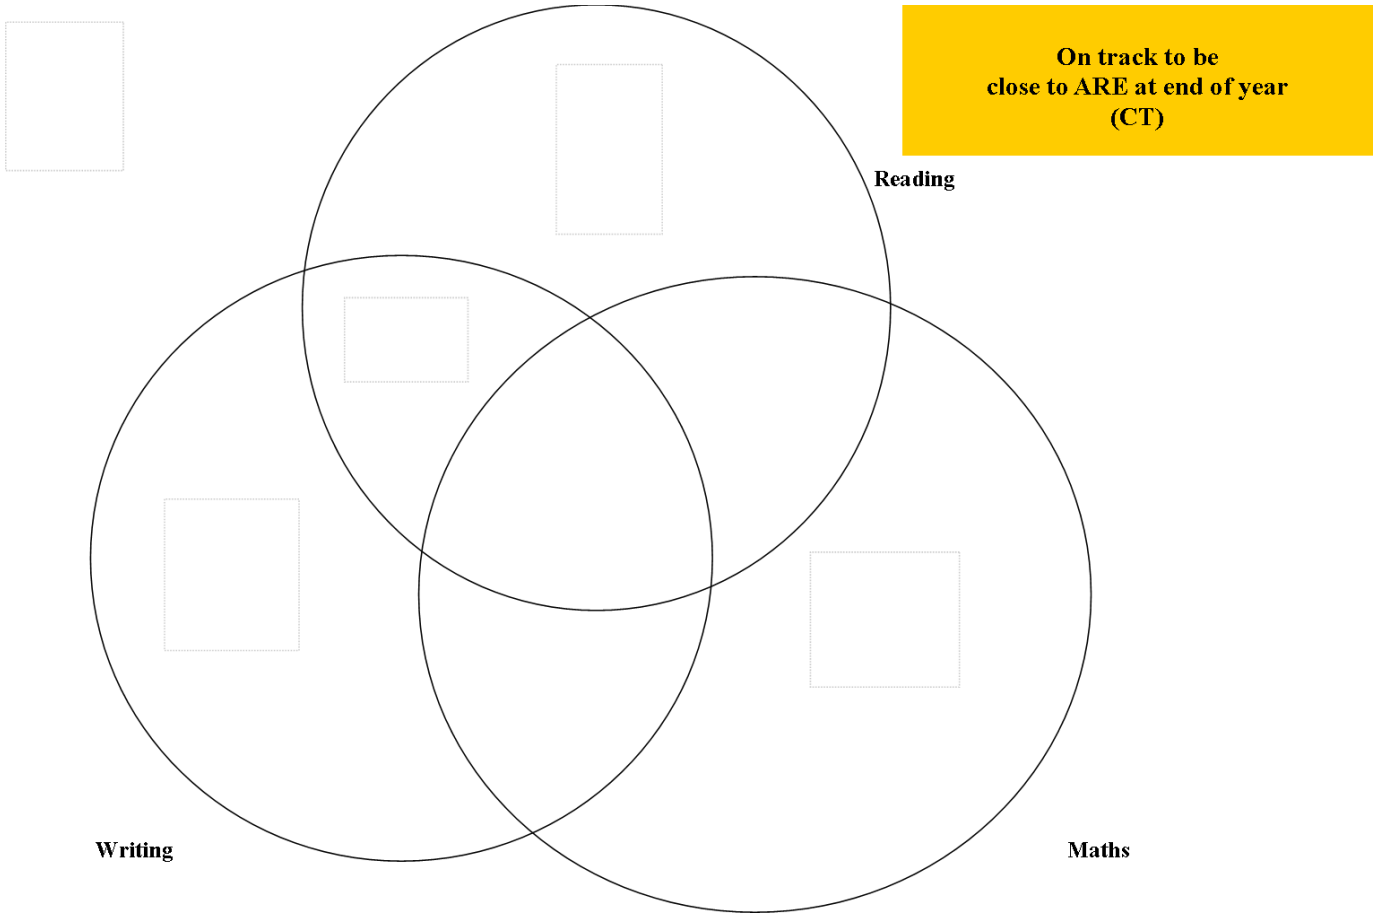 On track to be
close to ARE at end of year
(CT)
Reading
Writing
Maths